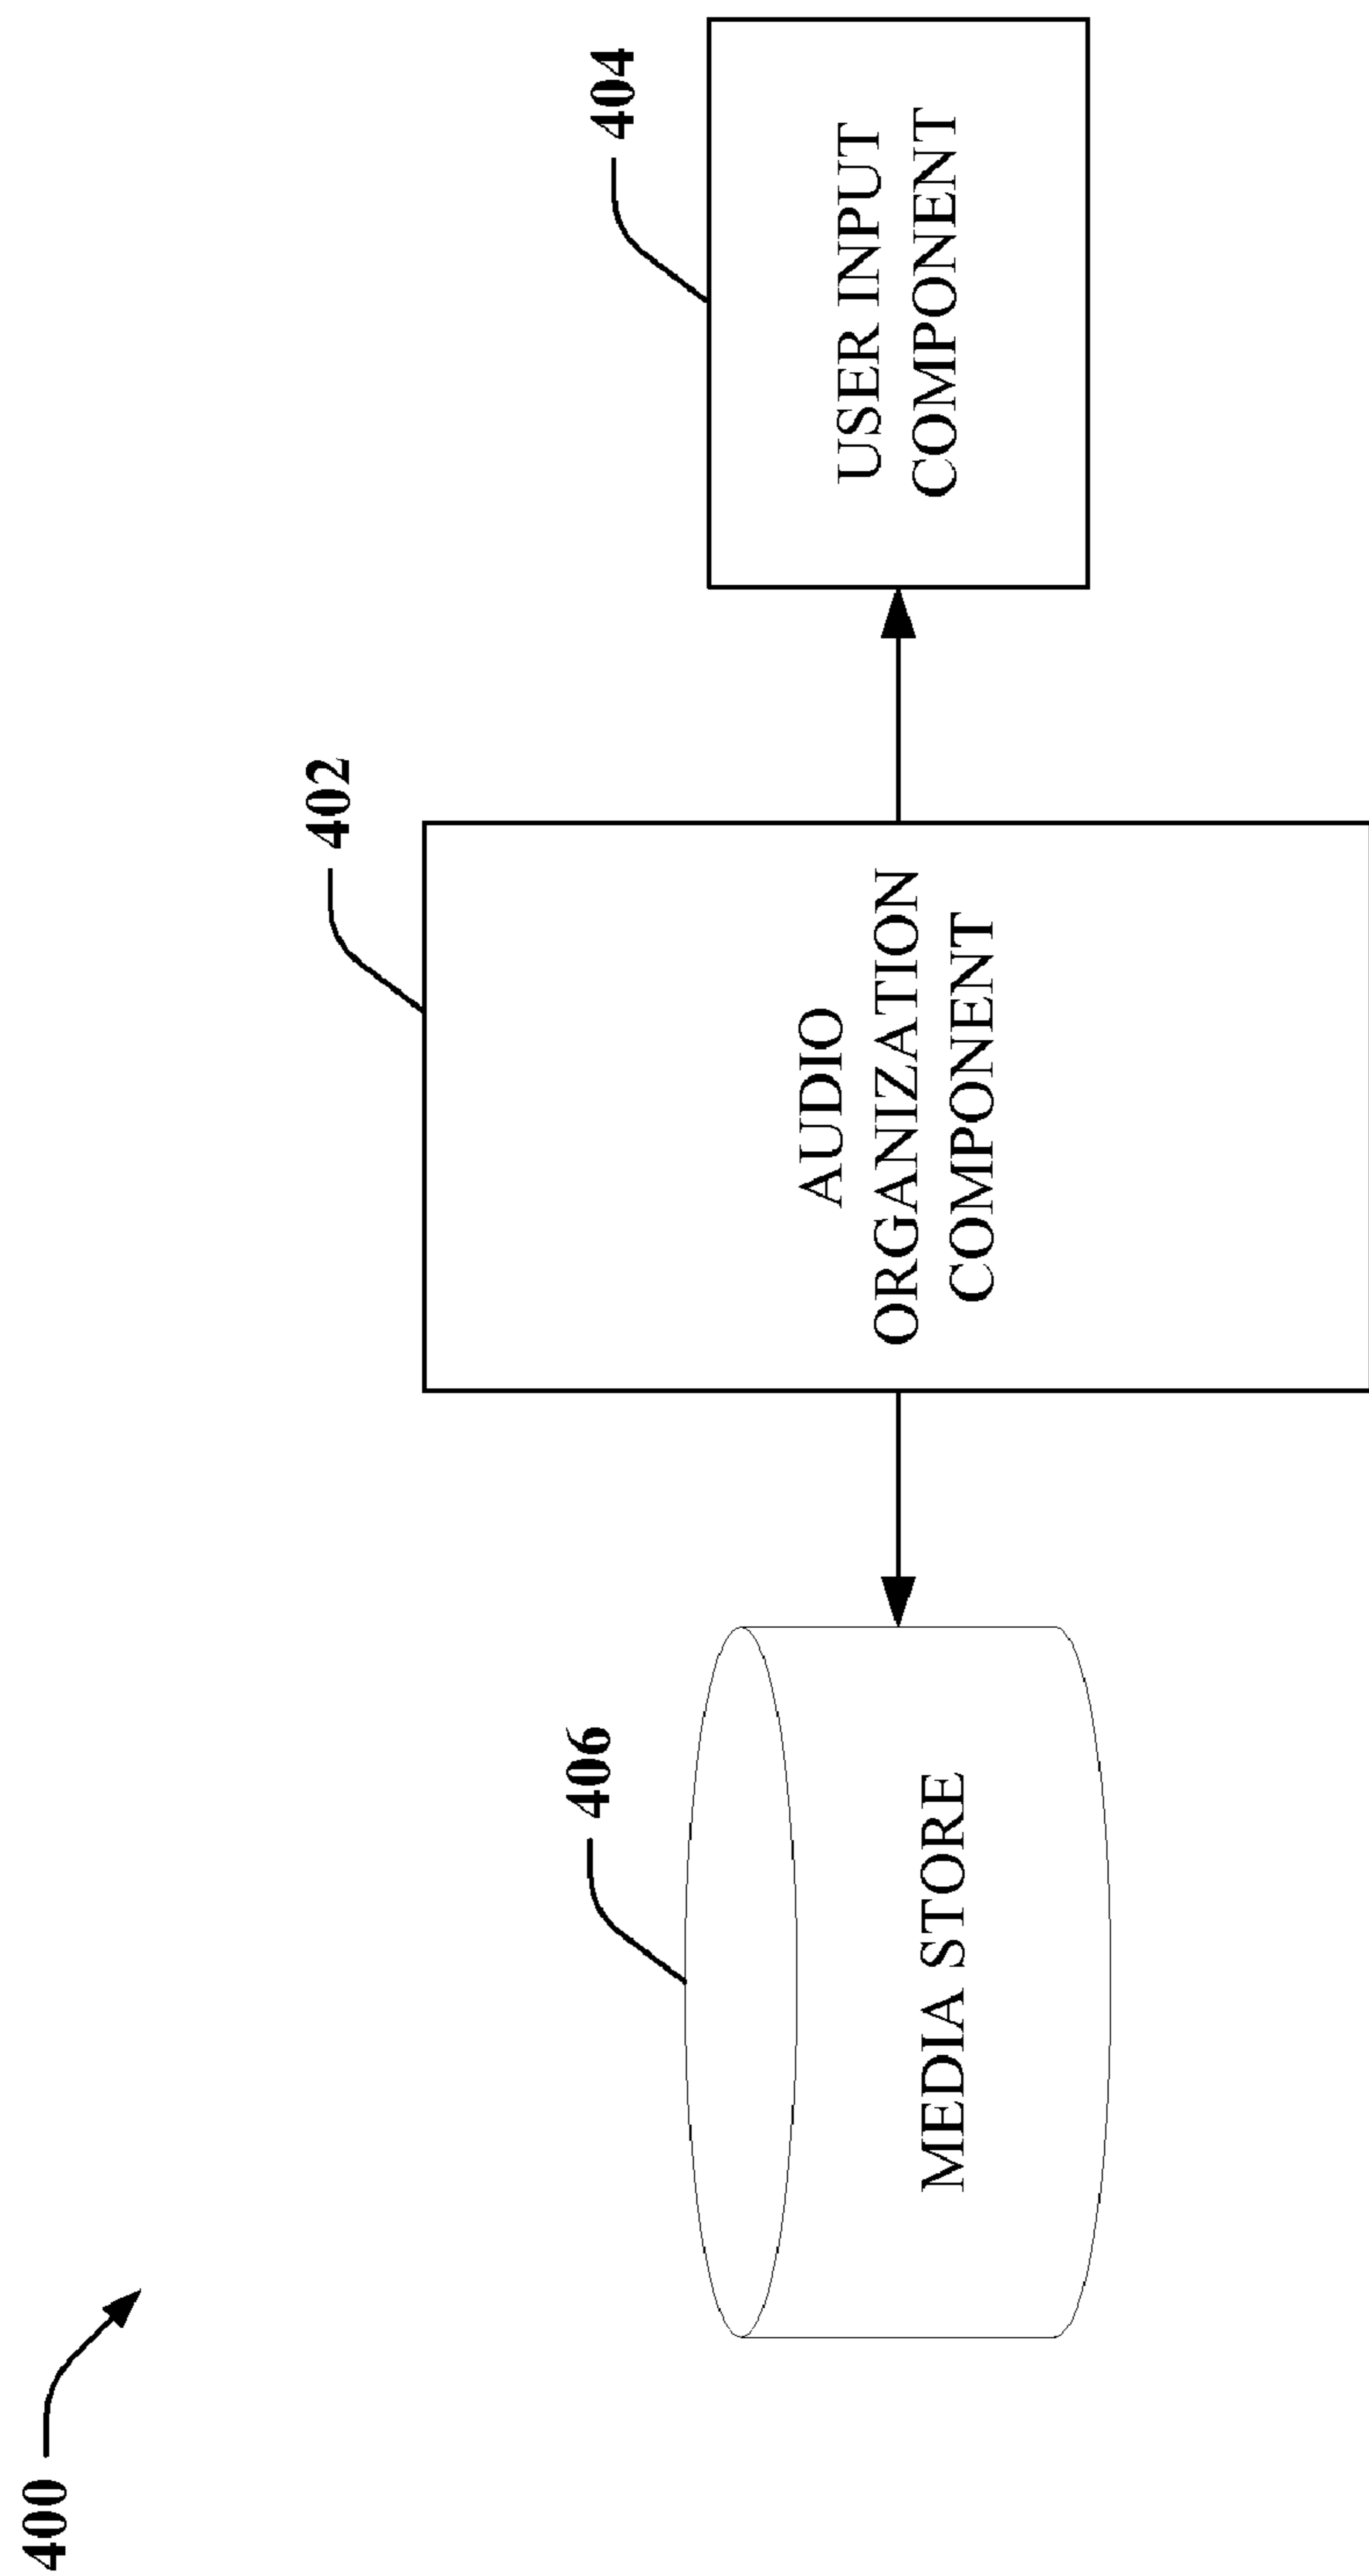 400
402
404
406
MEDIA STORE
AUDIO
ORGANIZATION
COMPONENT
USER INPUT
COMPONENT